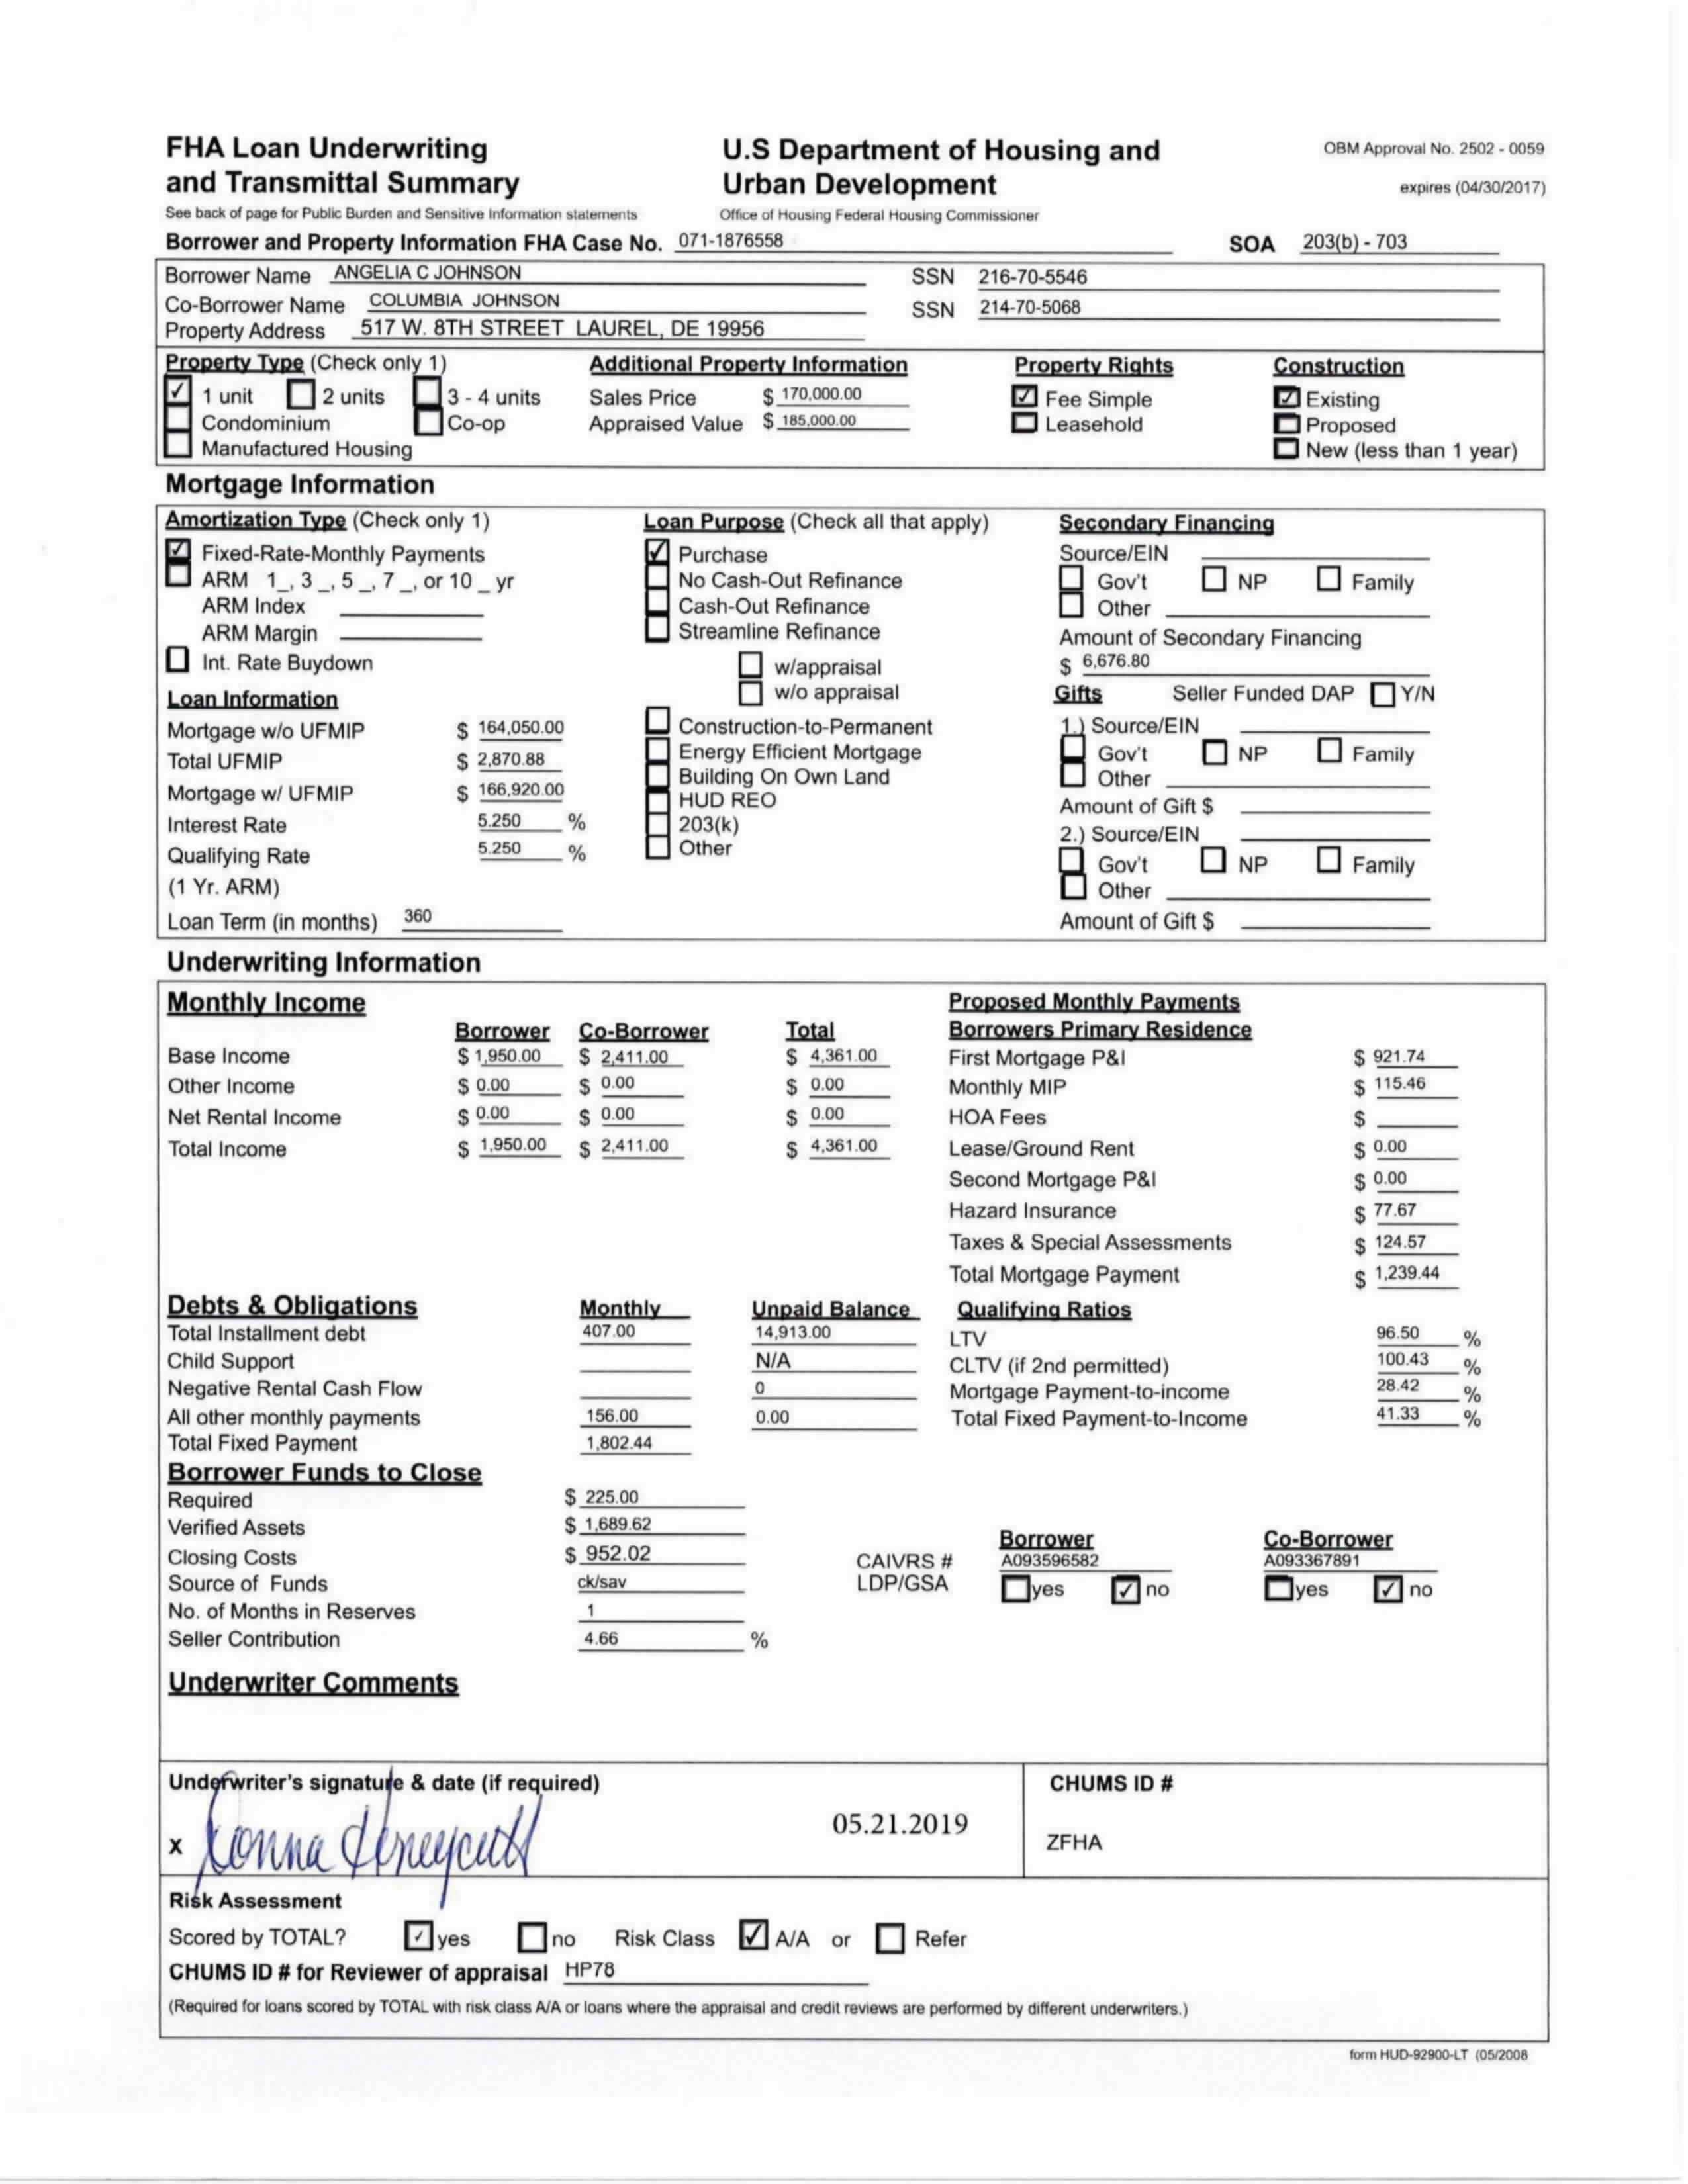 FHA Loan Underwriting
and Transmittal Summary
See back of page for Public Burden and Sensitive Information statements
U.S Department of Housing and
Urban Development
Office of Housing Federal Housing Commissioner
OBM Approval No. 2502 - 0059
expires (04/30/2017)
Borrower and Property Information FHA Case No. 071-1876558 SOA 203(b) - 703
Borrower Name ANGELIA C JOHNSON SSN 216-70-5546
Co-Borrower Name COLUMBIA JOHNSON SSN 214-70-5068
Property Address 517 W. 8TH STREET LAUREL, DE 19956
Property Type (Check only 1) Additional Property Information Property Rights Construction
✓ 1 unit 2 units 3 - 4 units Sales Price $ 170,000.00 ✓ Fee Simple ✓ Existing
Condominium Co-op Appraised Value $ 185,000.00 Leasehold Proposed
Manufactured Housing New (less than 1 year)
Mortgage Information
Amortization Type (Check only 1)
✓ Fixed-Rate-Monthly Payments
ARM 1_, 3 _, 5 _, 7 _, or 10 _ yr
ARM Index
ARM Margin
Int. Rate Buydown
Loan Information
Mortgage w/o UFMIP $ 164,050.00
Total UFMIP $ 2,870.88
Mortgage w/ UFMIP $ 166,920.00
Interest Rate 5.250 %
Qualifying Rate 5.250 %
(1 Yr. ARM)
Loan Term (in months) 360
Loan Purpose (Check all that apply)
✓ Purchase
No Cash-Out Refinance
Cash-Out Refinance
Streamline Refinance
w/appraisal
w/o appraisal
Construction-to-Permanent
Energy Efficient Mortgage
Building On Own Land
HUD REO
203(k)
Other
Secondary Financing
Source/EIN
Gov't NP Family
Other
Amount of Secondary Financing
$ 6,676.80
Gifts Seller Funded DAP Y/N
1.) Source/EIN
Gov't NP Family
Other
Amount of Gift $
2.) Source/EIN
Gov't NP Family
Other
Amount of Gift $
Underwriting Information
Monthly Income
Borrower Co-Borrower Total
Base Income $ 1,950.00 $ 2,411.00 $ 4,361.00
Other Income $ 0.00 $ 0.00 $ 0.00
Net Rental Income $ 0.00 $ 0.00 $ 0.00
Total Income $ 1,950.00 $ 2,411.00 $ 4,361.00
Proposed Monthly Payments
Borrowers Primary Residence
First Mortgage P&I $ 921.74
Monthly MIP $ 115.46
HOA Fees $
Lease/Ground Rent $ 0.00
Second Mortgage P&I $ 0.00
Hazard Insurance $ 77.67
Taxes & Special Assessments $ 124.57
Total Mortgage Payment $ 1,239.44
Debts & Obligations Monthly Unpaid Balance
Total Installment debt 407.00 14,913.00
Child Support N/A
Negative Rental Cash Flow 0
All other monthly payments 156.00 0.00
Total Fixed Payment 1,802.44
Qualifying Ratios
LTV 96.50 %
CLTV (if 2nd permitted) 100.43 %
Mortgage Payment-to-income 28.42 %
Total Fixed Payment-to-Income 41.33 %
Borrower Funds to Close
Required $ 225.00
Verified Assets $ 1,689.62
Closing Costs $ 952.02
Source of Funds ck/sav
No. of Months in Reserves 1
Seller Contribution 4.66 %
Borrower Co-Borrower
CAIVRS # A093596582 A093367891
LDP/GSA yes ✓ no yes ✓ no
Underwriter Comments
Underwriter's signature & date (if required) CHUMS ID #
x Donna Honeycutt 05.21.2019 ZFHA
Risk Assessment
Scored by TOTAL? ✓ yes no Risk Class ✓ A/A or Refer
CHUMS ID # for Reviewer of appraisal HP78
(Required for loans scored by TOTAL with risk class A/A or loans where the appraisal and credit reviews are performed by different underwriters.)
form HUD-92900-LT (05/2008